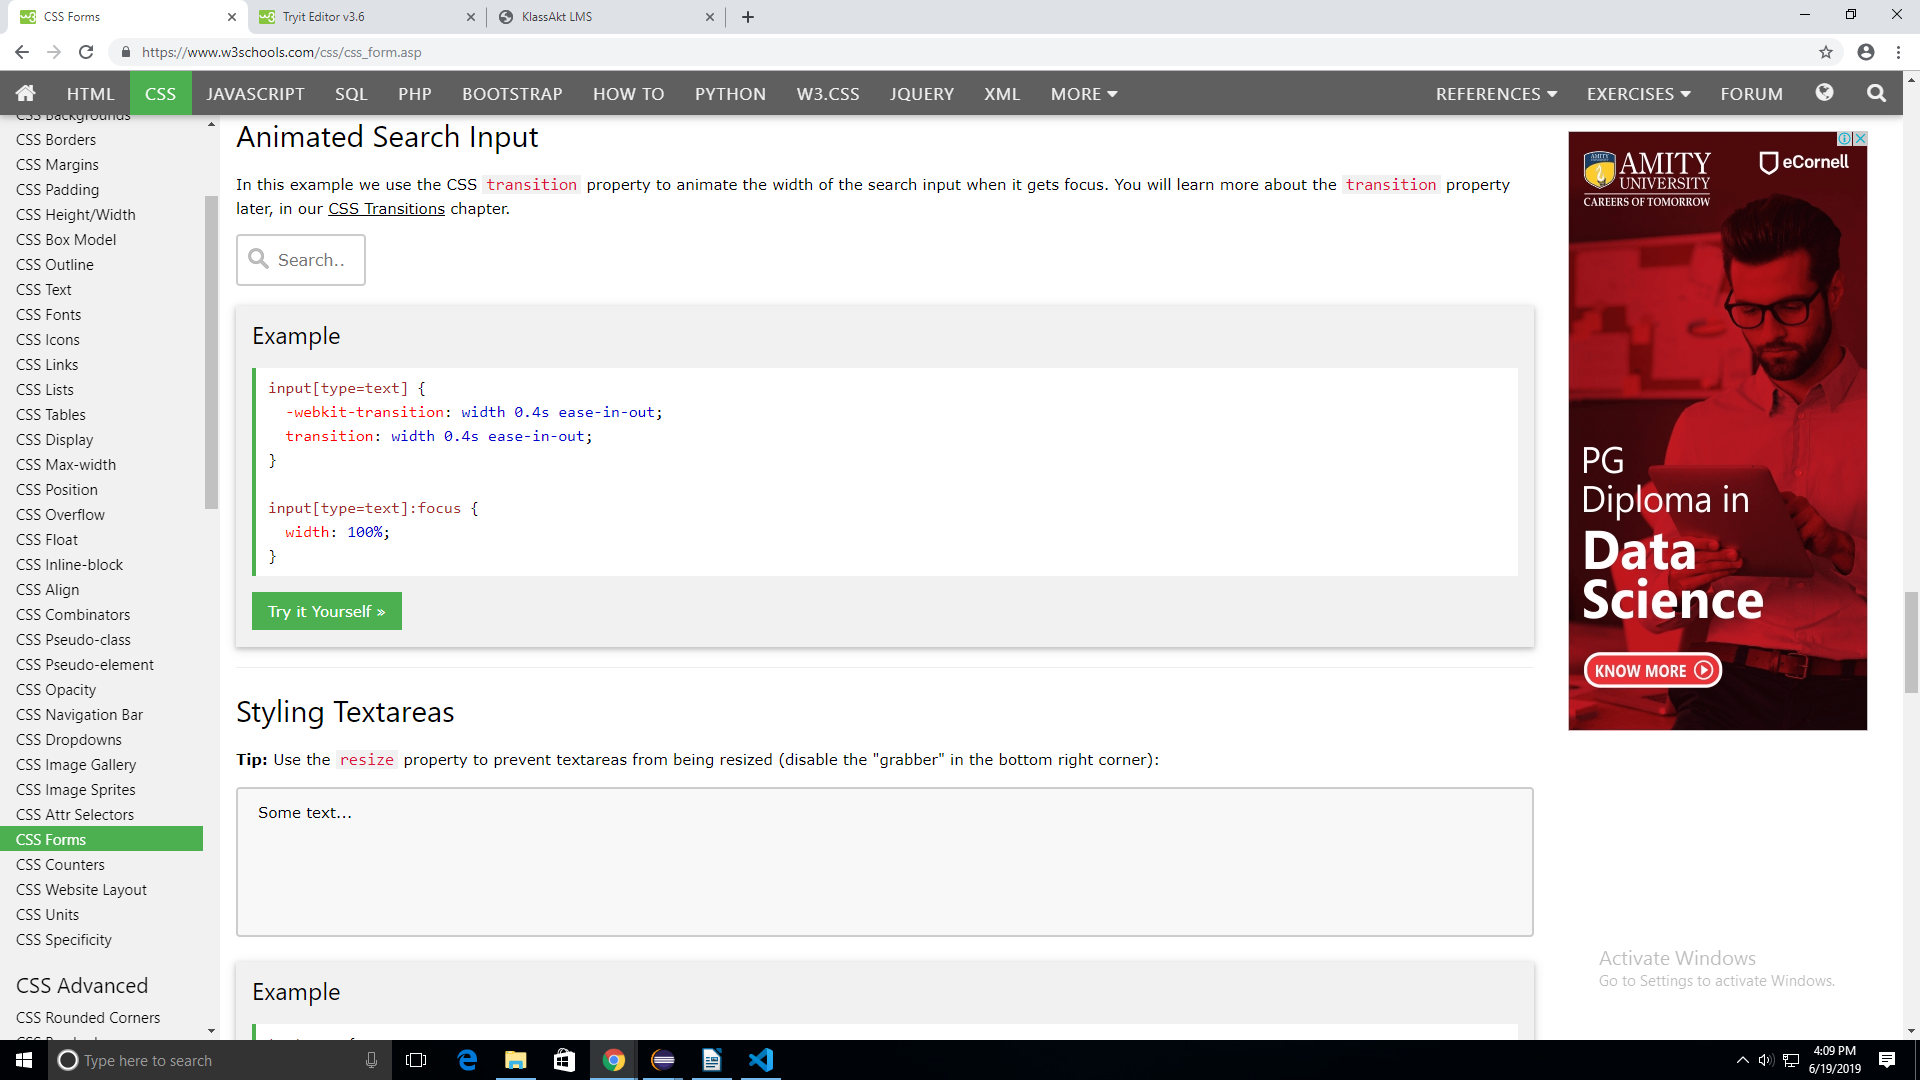 CSS Forms
Tryit Editor v3.6
KlassAkt LMS
https://www.w3schools.com/css/css_form.asp
HTML CSS JAVASCRIPT SQL PHP BOOTSTRAP HOW TO PYTHON W3.CSS JQUERY XML MORE REFERENCES EXERCISES FORUM
CSS Backgrounds
CSS Borders
CSS Margins
CSS Padding
CSS Height/Width
CSS Box Model
CSS Outline
CSS Text
CSS Fonts
CSS Icons
CSS Links
CSS Lists
CSS Tables
CSS Display
CSS Max-width
CSS Position
CSS Overflow
CSS Float
CSS Inline-block
CSS Align
CSS Combinators
CSS Pseudo-class
CSS Pseudo-element
CSS Opacity
CSS Navigation Bar
CSS Dropdowns
CSS Image Gallery
CSS Image Sprites
CSS Attr Selectors
CSS Forms
CSS Counters
CSS Website Layout
CSS Units
CSS Specificity
CSS Advanced
CSS Rounded Corners
Animated Search Input
In this example we use the CSS transition property to animate the width of the search input when it gets focus. You will learn more about the transition property
later, in our CSS Transitions chapter.
Search..
Example
input[type=text] {
-webkit-transition: width 0.4s ease-in-out;
transition: width 0.4s ease-in-out;
}
input[type=text]:focus {
width: 100%;
}
Try it Yourself »
Styling Textareas
Tip: Use the resize property to prevent textareas from being resized (disable the "grabber" in the bottom right corner):
Some text...
Example
AMITY
UNIVERSITY
CAREERS OF TOMORROW
eCornell
PG
Diploma in
Data
Science
KNOW MORE
Activate Windows
Go to Settings to activate Windows.
Type here to search
4:09 PM
6/19/2019